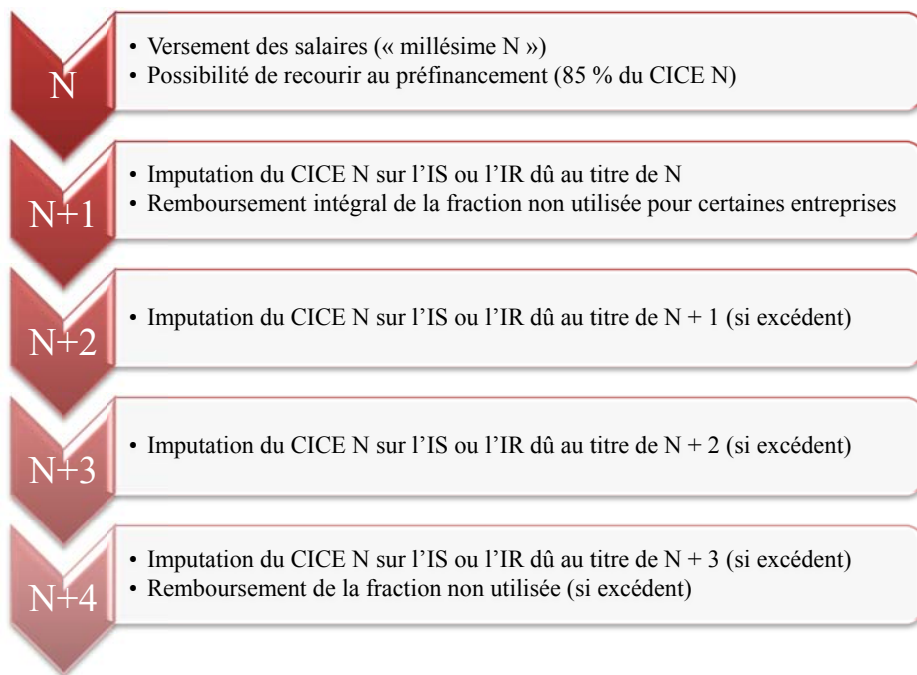 N
• Versement des salaires (« millésime N »)
• Possibilité de recourir au préfinancement (85 % du CICE N)
N+1
• Imputation du CICE N sur l’IS ou l’IR dû au titre de N
• Remboursement intégral de la fraction non utilisée pour certaines entreprises
N+2
• Imputation du CICE N sur l’IS ou l’IR dû au titre de N + 1 (si excédent)
N+3
• Imputation du CICE N sur l’IS ou l’IR dû au titre de N + 2 (si excédent)
N+4
• Imputation du CICE N sur l’IS ou l’IR dû au titre de N + 3 (si excédent)
• Remboursement de la fraction non utilisée (si excédent)